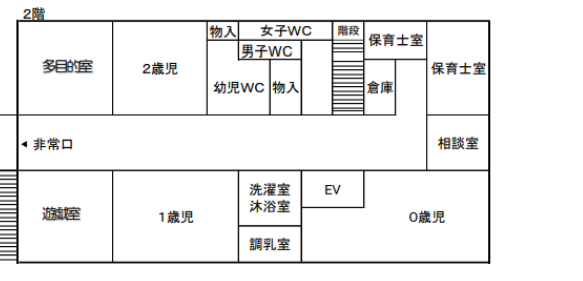 2階
物入
女子WC
階段
保育士室
男子WC
多目的室
2歳児
保育士室
幼児WC
物入
倉庫
非常口
相談室
洗濯室
沐浴室
EV
遊戯室
1歳児
0歳児
調乳室